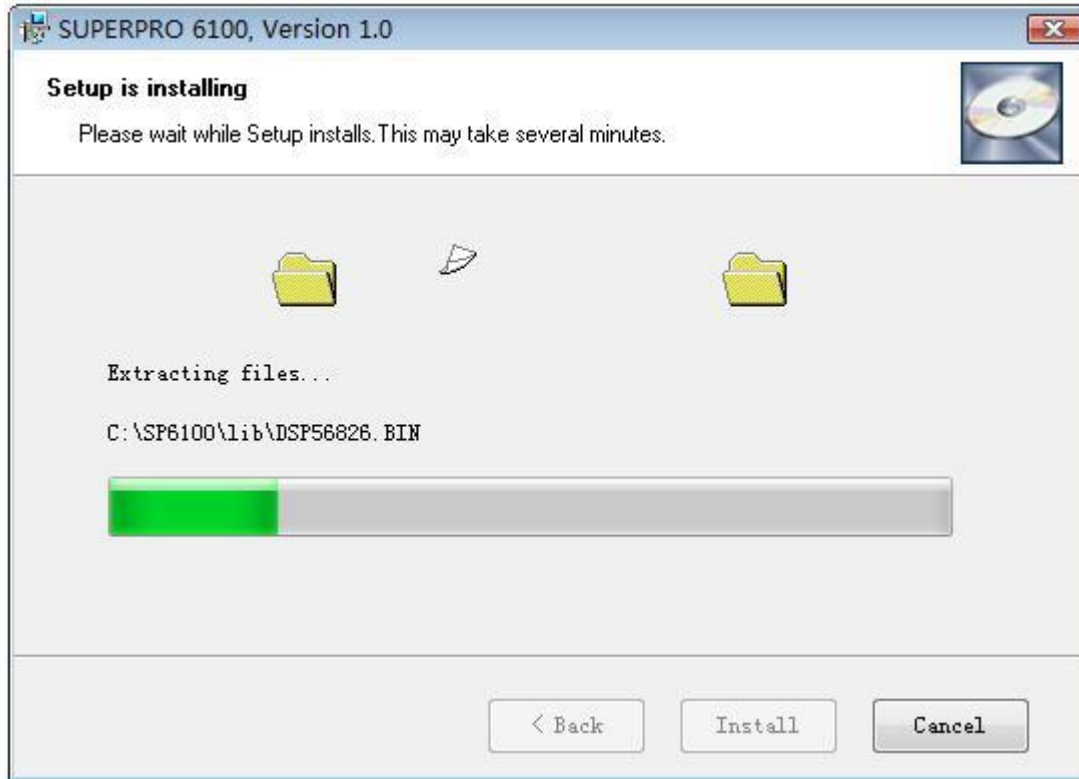 SUPERPRO 6100, Version 1.0
Setup is installing
Please wait while Setup installs.This may take several minutes.
Extracting files...
C:\SP6100\lib\DSP56826.BIN
< Back
Install
Cancel